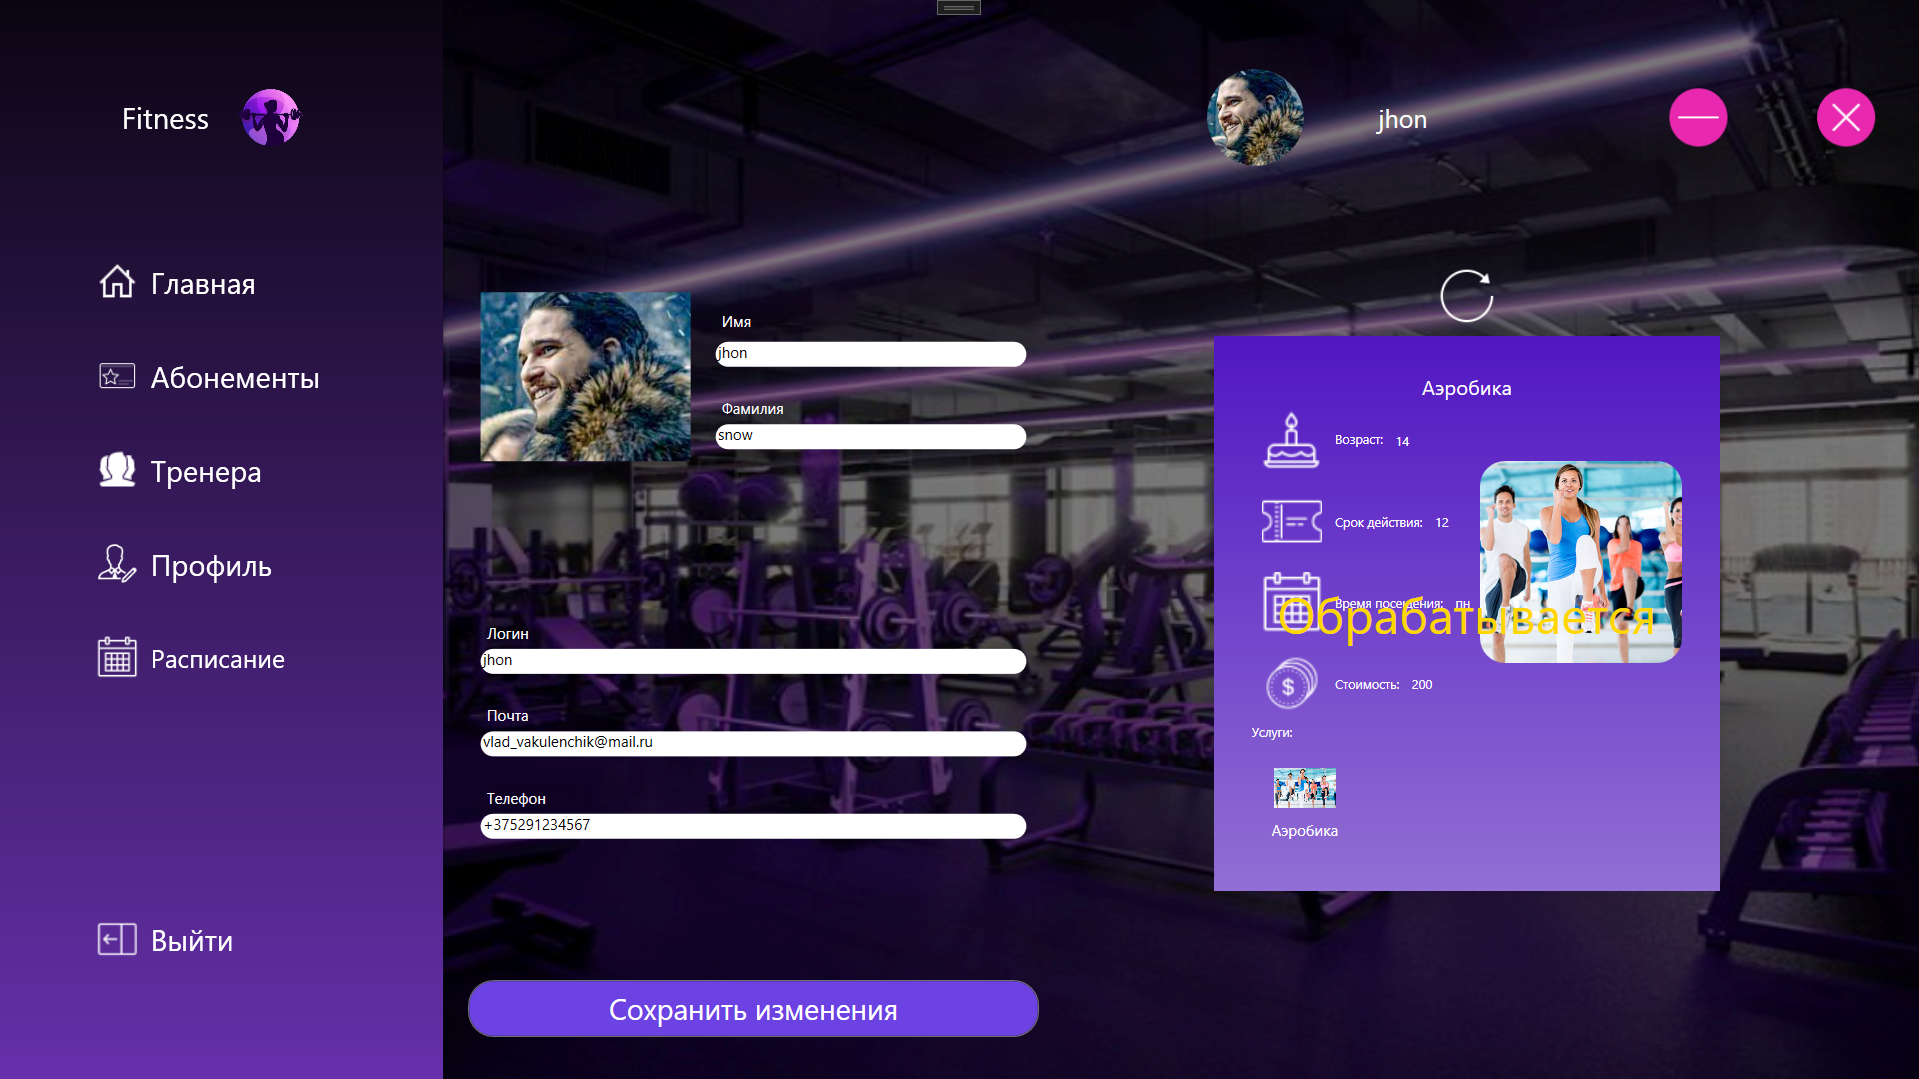 Fitness
jhon
Главная
Абонементы
Тренера
Профиль
Расписание
Выйти
Имя
jhon
Фамилия
snow
Логин
jhon
Почта
vlad_vakulenchik@mail.ru
Телефон
+375291234567
Сохранить изменения
Аэробика
Возраст: 14
Срок действия: 12
Время посещения: пн
Обрабатывается
Стоимость: 200
Услуги:
Аэробика